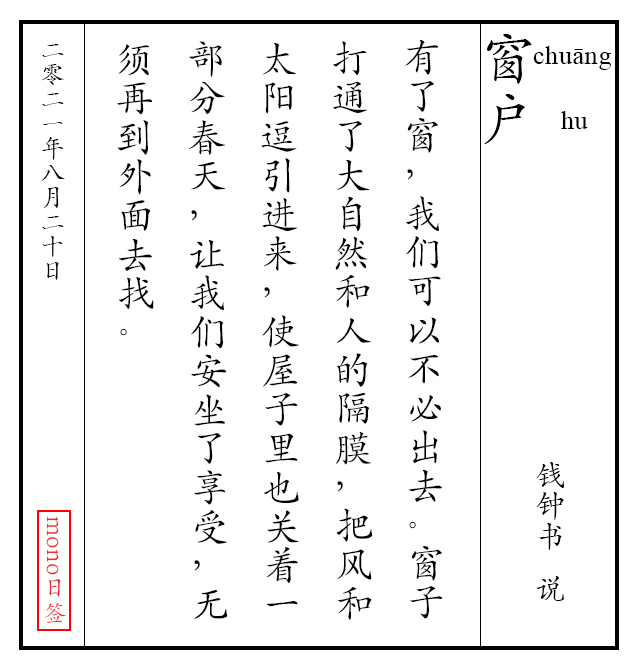 窗户
chuāng
hu
钱钟书 说
有了窗，我们可以不必出去。窗子
打通了大自然和人的隔膜，把风和
太阳逗引进来，使屋子里也关着一
部分春天，让我们安坐了享受，无
须再到外面去找。
二零二一年八月二十日
mono日签